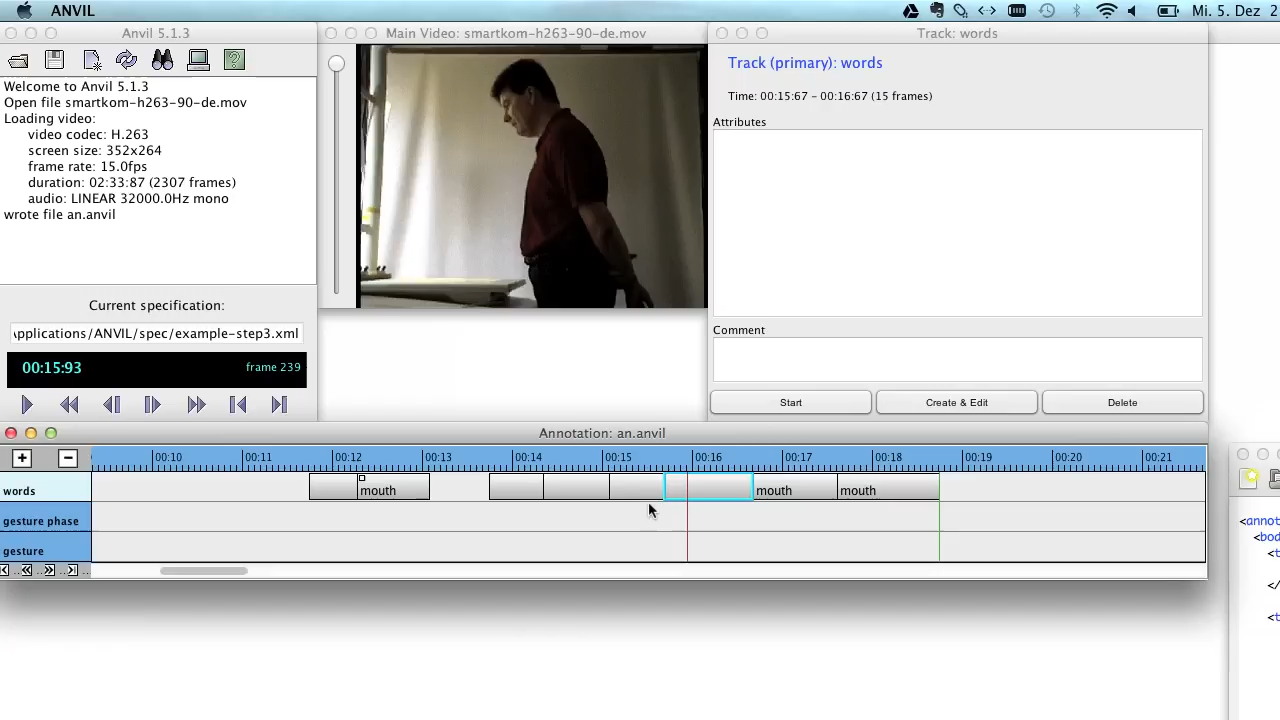 ANVIL
Mi. 5. Dez 2
Anvil 5.1.3
Welcome to Anvil 5.1.3
Open file smartkom-h263-90-de.mov
Loading video:
video codec: H.263
screen size: 352x264
frame rate: 15.0fps
duration: 02:33:87 (2307 frames)
audio: LINEAR 32000.0Hz mono
wrote file an.anvil
Current specification:
applications/ANVIL/spec/example-step3.xml
00:15:93
frame 239
Main Video: smartkom-h263-90-de.mov
Track: words
Track (primary): words
Time: 00:15:67 – 00:16:67 (15 frames)
Attributes
Comment
Start
Create & Edit
Delete
Annotation: an.anvil
+
−
00:10
00:11
00:12
00:13
00:14
00:15
00:16
00:17
00:18
00:19
00:20
00:21
words
mouth
mouth
mouth
gesture phase
gesture
<annot
<body
<t
</
<t